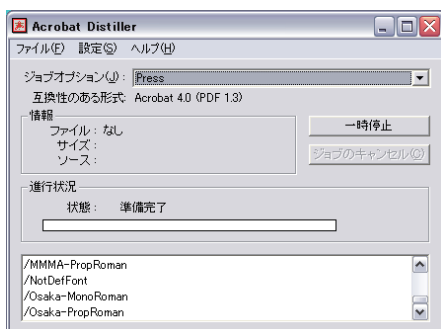 Acrobat Distiller
ファイル(F) 設定(S) ヘルプ(H)
ジョブオプション(J): Press
互換性のある形式: Acrobat 4.0 (PDF 1.3)
情報
ファイル: なし
サイズ:
ソース:
一時停止
ジョブのキャンセル(C)
進行状況
状態: 準備完了
/MMMA-PropRoman
/NotDefFont
/Osaka-MonoRoman
/Osaka-PropRoman